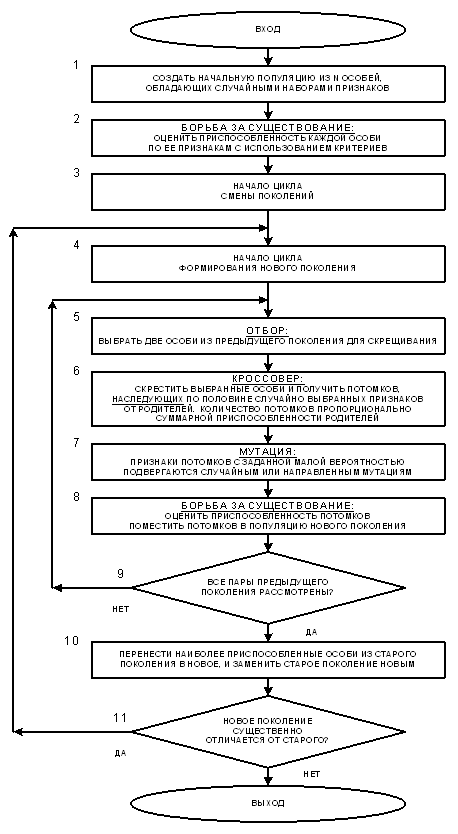 ВХОД
1
СОЗДАТЬ НАЧАЛЬНУЮ ПОПУЛЯЦИЮ ИЗ N ОСОБЕЙ,
ОБЛАДАЮЩИХ СЛУЧАЙНЫМИ НАБОРАМИ ПРИЗНАКОВ
2
БОРЬБА ЗА СУЩЕСТВОВАНИЕ:
ОЦЕНИТЬ ПРИСПОСОБЛЕННОСТЬ КАЖДОЙ ОСОБИ
ПО ЕЕ ПРИЗНАКАМ С ИСПОЛЬЗОВАНИЕМ КРИТЕРИЕВ
3
НАЧАЛО ЦИКЛА
СМЕНЫ ПОКОЛЕНИЙ
4
НАЧАЛО ЦИКЛА
ФОРМИРОВАНИЯ НОВОГО ПОКОЛЕНИЯ
5
ОТБОР:
ВЫБРАТЬ ДВЕ ОСОБИ ИЗ ПРЕДЫДУЩЕГО ПОКОЛЕНИЯ ДЛЯ СКРЕЩИВАНИЯ
6
КРОССОВЕР:
СКРЕСТИТЬ ВЫБРАННЫЕ ОСОБИ И ПОЛУЧИТЬ ПОТОМКОВ,
НАСЛЕДУЮЩИХ ПО ПОЛОВИНЕ СЛУЧАЙНО ВЫБРАННЫХ ПРИЗНАКОВ
ОТ РОДИТЕЛЕЙ. КОЛИЧЕСТВО ПОТОМКОВ ПРОПОРЦИОНАЛЬНО
СУММАРНОЙ ПРИСПОСОБЛЕННОСТИ РОДИТЕЛЕЙ
7
МУТАЦИЯ:
ПРИЗНАКИ ПОТОМКОВ С ЗАДАННОЙ МАЛОЙ ВЕРОЯТНОСТЬЮ
ПОДВЕРГАЮТСЯ СЛУЧАЙНЫМ ИЛИ НАПРАВЛЕННЫМ МУТАЦИЯМ
8
БОРЬБА ЗА СУЩЕСТВОВАНИЕ:
ОЦЕНИТЬ ПРИСПОСОБЛЕННОСТЬ ПОТОМКОВ
ПОМЕСТИТЬ ПОТОМКОВ В ПОПУЛЯЦИЮ НОВОГО ПОКОЛЕНИЯ
9
ВСЕ ПАРЫ ПРЕДЫДУЩЕГО
ПОКОЛЕНИЯ РАССМОТРЕНЫ?
НЕТ
ДА
10
ПЕРЕНЕСТИ НАИБОЛЕЕ ПРИСПОСОБЛЕННЫЕ ОСОБИ ИЗ СТАРОГО
ПОКОЛЕНИЯ В НОВОЕ, И ЗАМЕНИТЬ СТАРОЕ ПОКОЛЕНИЕ НОВЫМ
11
НОВОЕ ПОКОЛЕНИЕ
СУЩЕСТВЕННО
ОТЛИЧАЕТСЯ ОТ СТАРОГО?
ДА
НЕТ
ВЫХОД